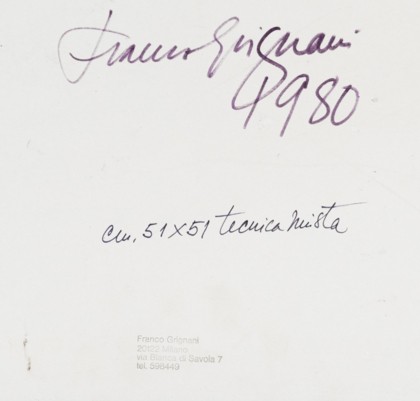 Franco Grignani
1980
cm. 51x51 tecnica mista
Franco Grignani
20122 Milano
via Bianca di Savoia 7
tel. 598449